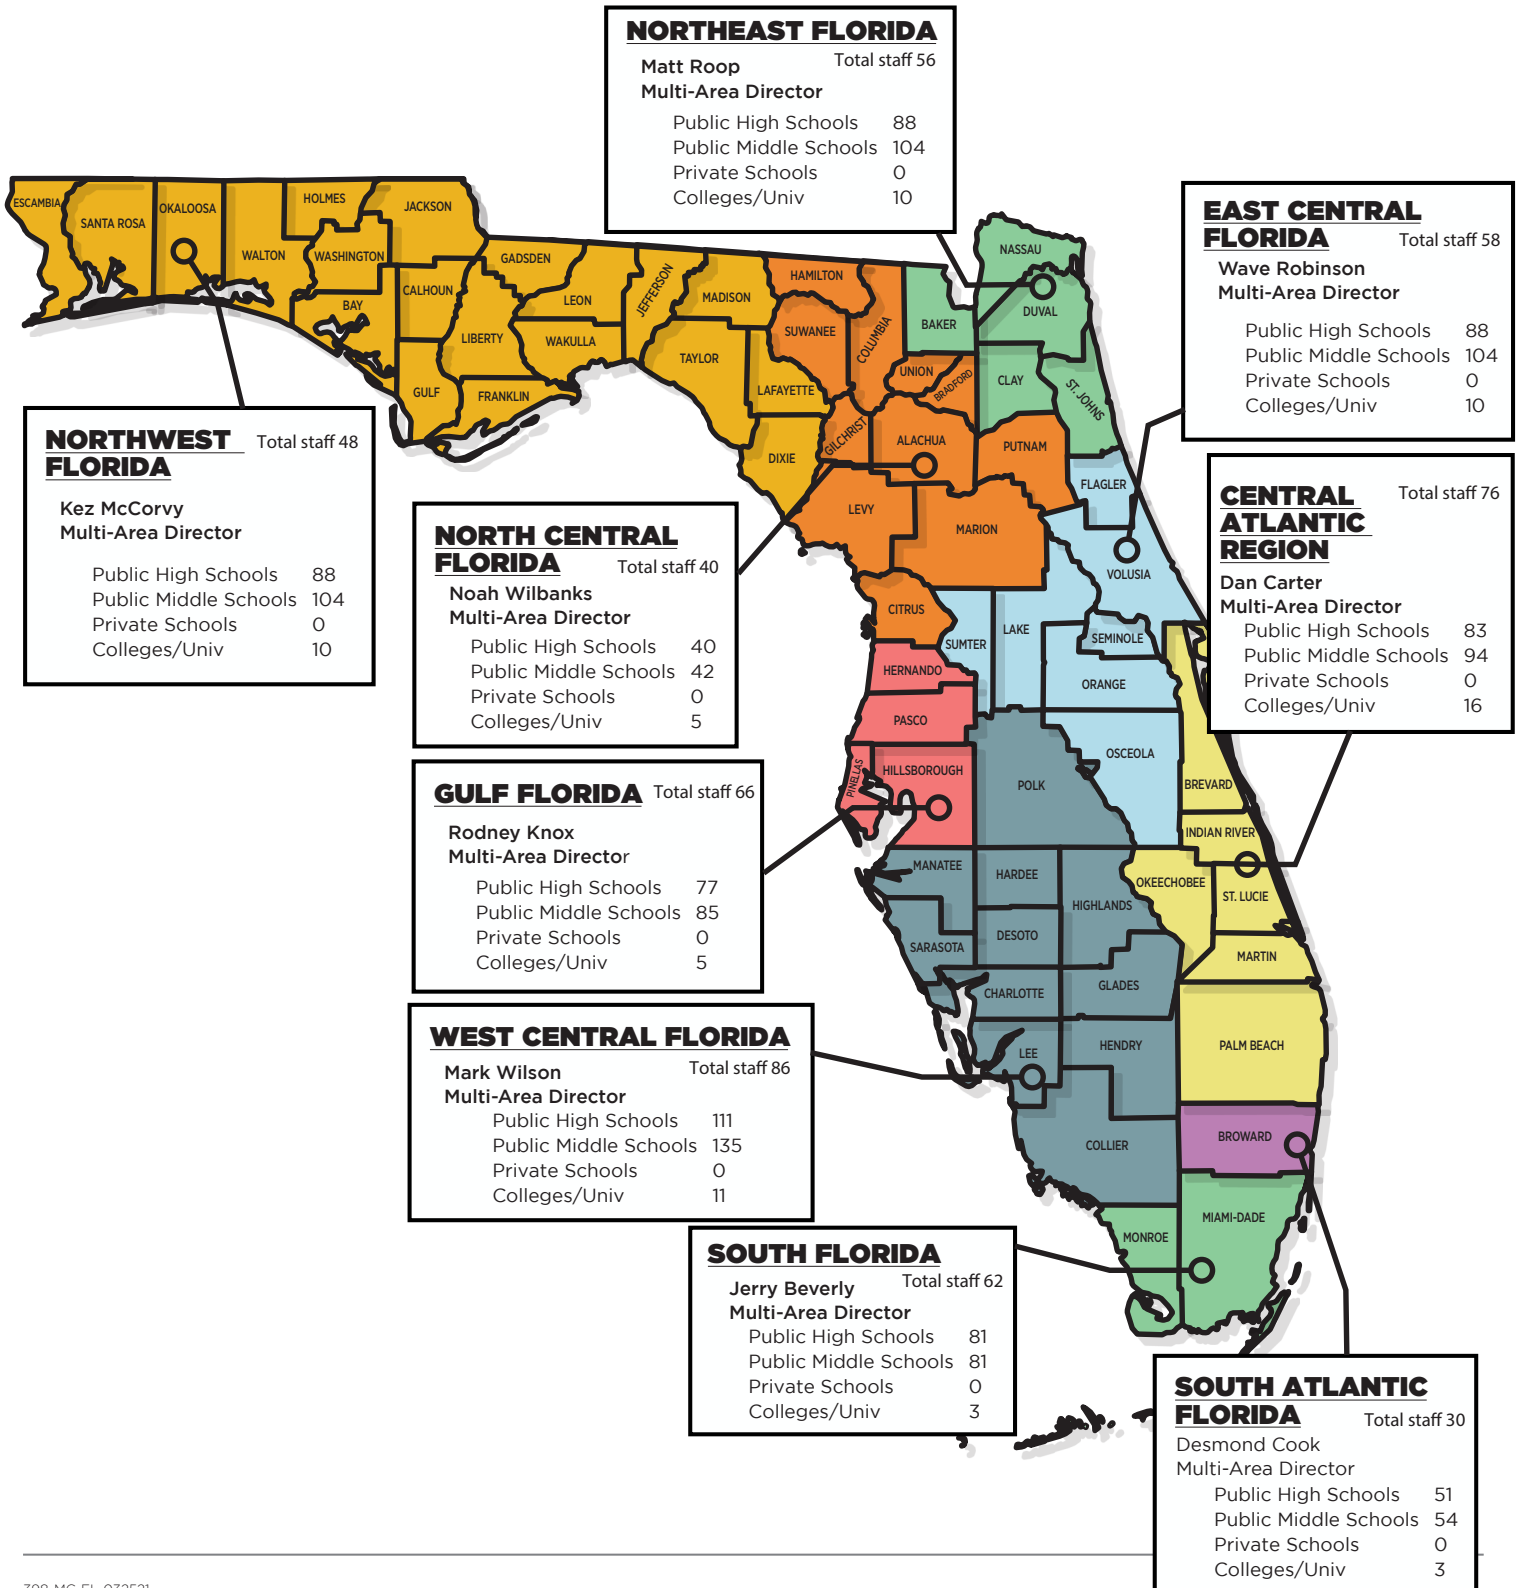 NORTHEAST FLORIDA
Total staff 56
Matt Roop
Multi-Area Director
Public High Schools 88
Public Middle Schools 104
Private Schools 0
Colleges/Univ 10
EAST CENTRAL
FLORIDA Total staff 58
Wave Robinson
Multi-Area Director
Public High Schools 88
Public Middle Schools 104
Private Schools 0
Colleges/Univ 10
NORTHWEST Total staff 48
FLORIDA
Kez McCorvy
Multi-Area Director
Public High Schools 88
Public Middle Schools 104
Private Schools 0
Colleges/Univ 10
CENTRAL Total staff 76
ATLANTIC
REGION
Dan Carter
Multi-Area Director
Public High Schools 83
Public Middle Schools 94
Private Schools 0
Colleges/Univ 16
NORTH CENTRAL
FLORIDA Total staff 40
Noah Wilbanks
Multi-Area Director
Public High Schools 40
Public Middle Schools 42
Private Schools 0
Colleges/Univ 5
GULF FLORIDA Total staff 66
Rodney Knox
Multi-Area Director
Public High Schools 77
Public Middle Schools 85
Private Schools 0
Colleges/Univ 5
WEST CENTRAL FLORIDA
Mark Wilson Total staff 86
Multi-Area Director
Public High Schools 111
Public Middle Schools 135
Private Schools 0
Colleges/Univ 11
SOUTH FLORIDA
Jerry Beverly Total staff 62
Multi-Area Director
Public High Schools 81
Public Middle Schools 81
Private Schools 0
Colleges/Univ 3
SOUTH ATLANTIC
FLORIDA Total staff 30
Desmond Cook
Multi-Area Director
Public High Schools 51
Public Middle Schools 54
Private Schools 0
Colleges/Univ 3
ESCAMBIA
SANTA ROSA
OKALOOSA
WALTON
HOLMES
WASHINGTON
JACKSON
BAY
CALHOUN
GULF
GADSDEN
LIBERTY
FRANKLIN
LEON
WAKULLA
JEFFERSON
MADISON
TAYLOR
LAFAYETTE
DIXIE
HAMILTON
SUWANEE
COLUMBIA
UNION
BRADFORD
GILCHRIST
ALACHUA
PUTNAM
LEVY
MARION
CITRUS
NASSAU
DUVAL
BAKER
CLAY
ST. JOHNS
FLAGLER
VOLUSIA
SUMTER
LAKE
SEMINOLE
ORANGE
OSCEOLA
HERNANDO
PASCO
PINELLAS
HILLSBOROUGH
POLK
MANATEE
HARDEE
HIGHLANDS
SARASOTA
DESOTO
CHARLOTTE
GLADES
LEE
HENDRY
COLLIER
BREVARD
INDIAN RIVER
OKEECHOBEE
ST. LUCIE
MARTIN
PALM BEACH
BROWARD
MIAMI-DADE
MONROE